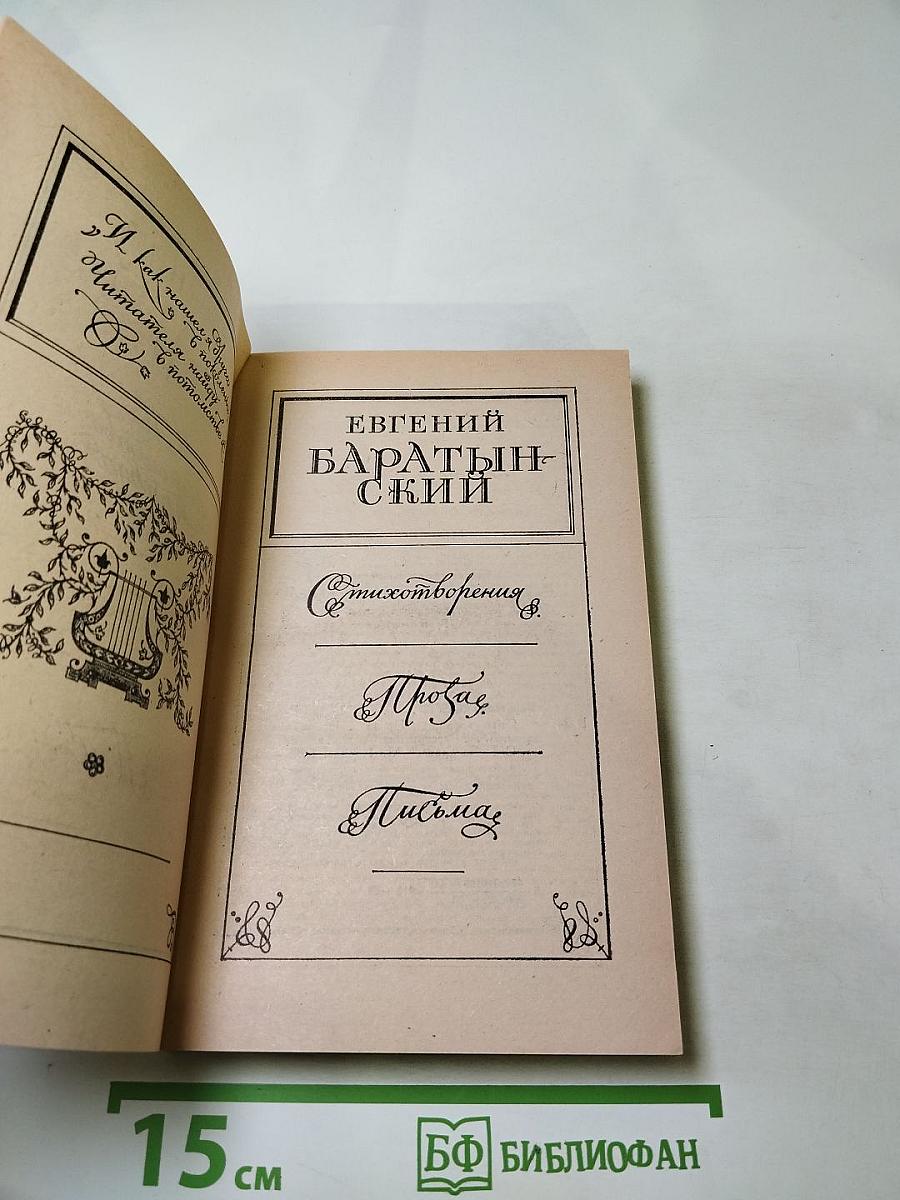 „И как нашел я друга
в поколенье,
Читателя найду
в потомстве я“
ЕВГЕНИЙ
БАРАТЫН-
СКИЙ
Стихотворения
Проза
Письма
15 см
БФ БИБЛИОФАН